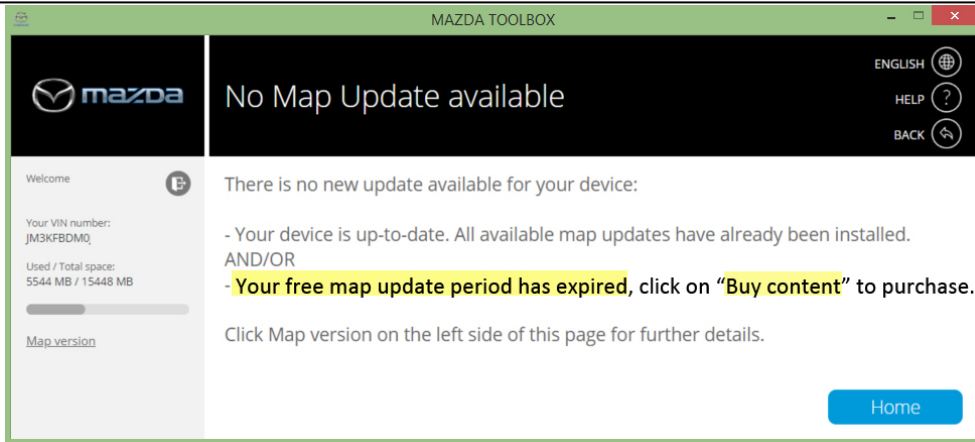 MAZDA TOOLBOX
mazda
No Map Update available
ENGLISH
HELP
BACK
Welcome
Your VIN number:
JM3KFBDM0
Used / Total space:
5544 MB / 15448 MB
Map version
There is no new update available for your device:
- Your device is up-to-date. All available map updates have already been installed.
AND/OR
- Your free map update period has expired, click on “Buy content” to purchase.
Click Map version on the left side of this page for further details.
Home